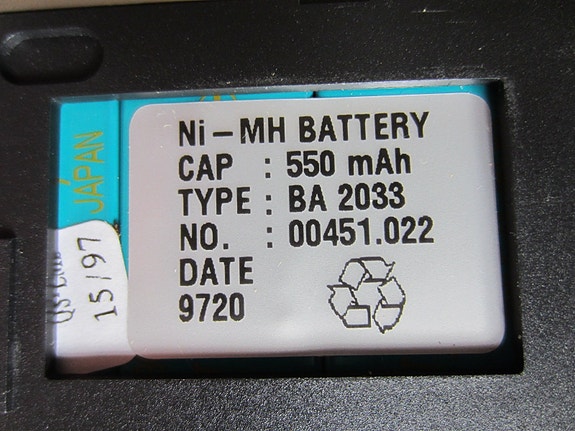 Ni-MH BATTERY
CAP : 550 mAh
TYPE : BA 2033
NO. : 00451.022
DATE
9720
JAPAN
15/97